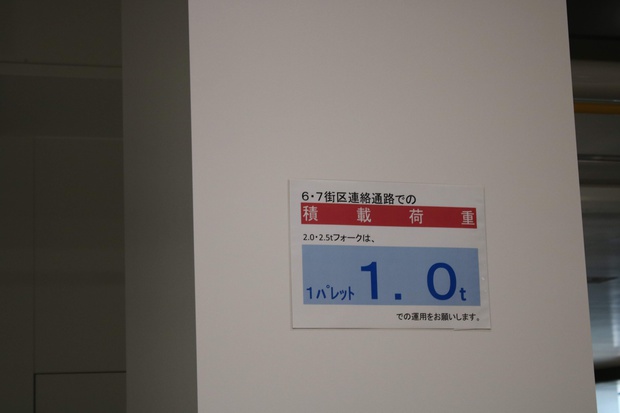 6・7街区連絡通路での
積載荷重
2.0・2.5tフォークは、
1パレット 1.0t
での運用をお願いします。